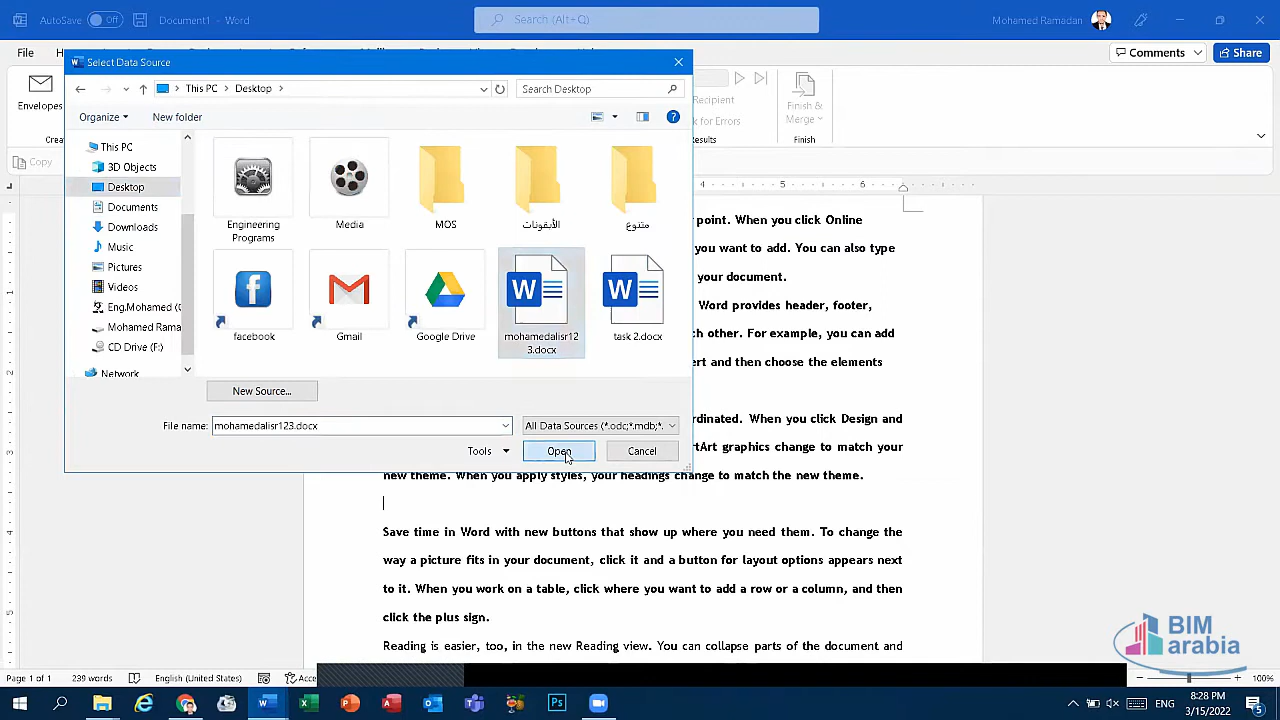 AutoSave Off Document1 - Word Search (Alt+Q) Mohamed Ramadan
File Comments Share
Select Data Source
This PC Desktop Search Desktop
Organize New folder
Envelopes
Copy
Recipient
k for Errors
Finish &
Merge
Finish
This PC
3D Objects
Desktop
Documents
Downloads
Music
Pictures
Videos
Eng.Mohamed (
Mohamed Rama
CD Drive (F:)
Network
Engineering
Programs
Media
MOS
الأيقونات
متنوع
facebook
Gmail
Google Drive
mohamedalisr12
3.docx
task 2.docx
New Source...
File name: mohamedalisr123.docx All Data Sources (*.odc;*.mdb;*.
Tools Open Cancel
4 5 6
point. When you click Online
you want to add. You can also type
your document.
Word provides header, footer,
ch other. For example, you can add
ert and then choose the elements
rdinated. When you click Design and
rtArt graphics change to match your
new theme. When you apply styles, your headings change to match the new theme.
Save time in Word with new buttons that show up where you need them. To change the
way a picture fits in your document, click it and a button for layout options appears next
to it. When you work on a table, click where you want to add a row or a column, and then
click the plus sign.
Reading is easier, too, in the new Reading view. You can collapse parts of the document and
BIM
arabia
Page 1 of 1 239 words English (United States) Acce 100%
ENG 8:28 PM
3/15/2022 5